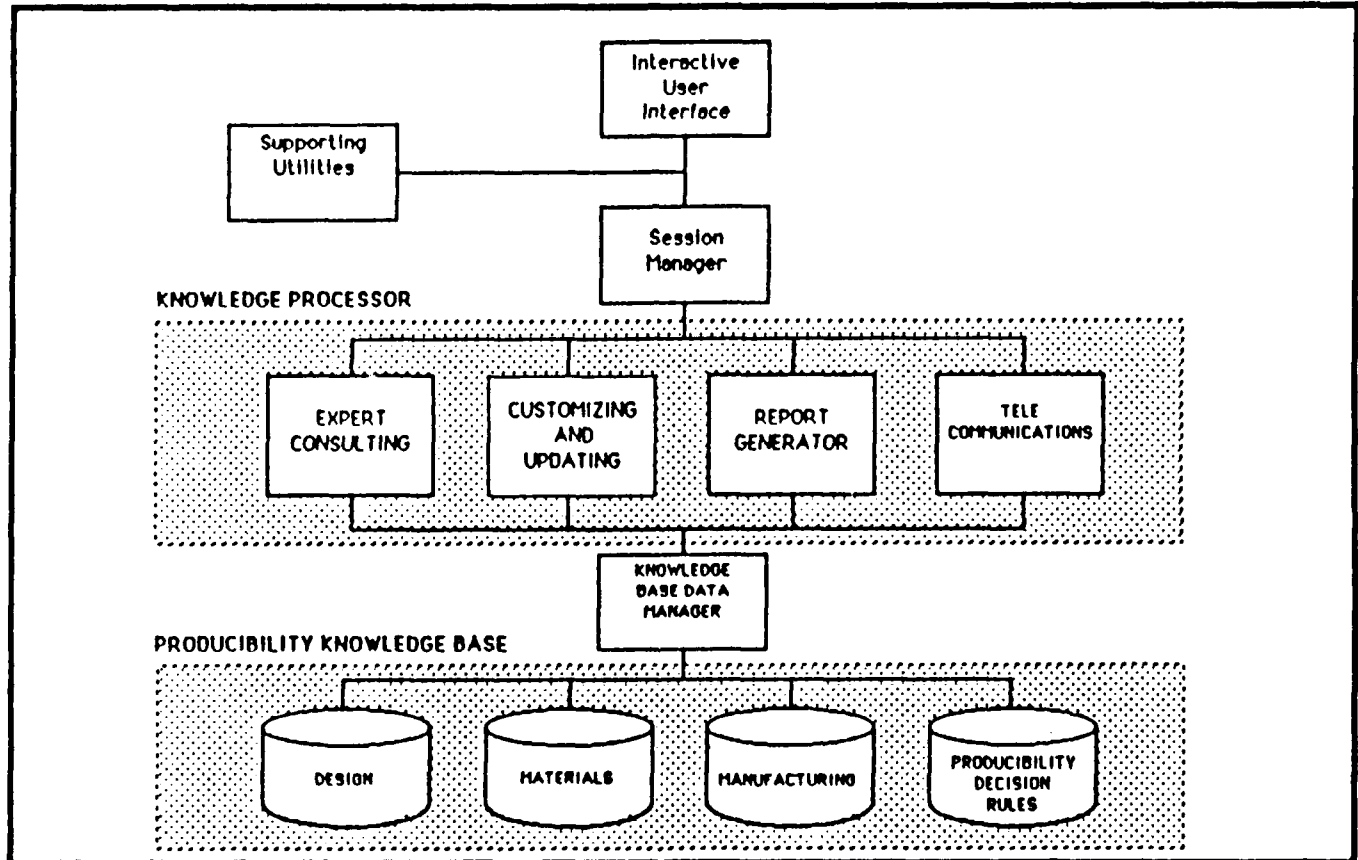 Interactive
User
Interface
Supporting
Utilities
Session
Manager
KNOWLEDGE PROCESSOR
EXPERT
CONSULTING
CUSTOMIZING
AND
UPDATING
REPORT
GENERATOR
TELE
COMMUNICATIONS
KNOWLEDGE
BASE DATA
MANAGER
PRODUCIBILITY KNOWLEDGE BASE
DESIGN
MATERIALS
MANUFACTURING
PRODUCIBILITY
DECISION
RULES